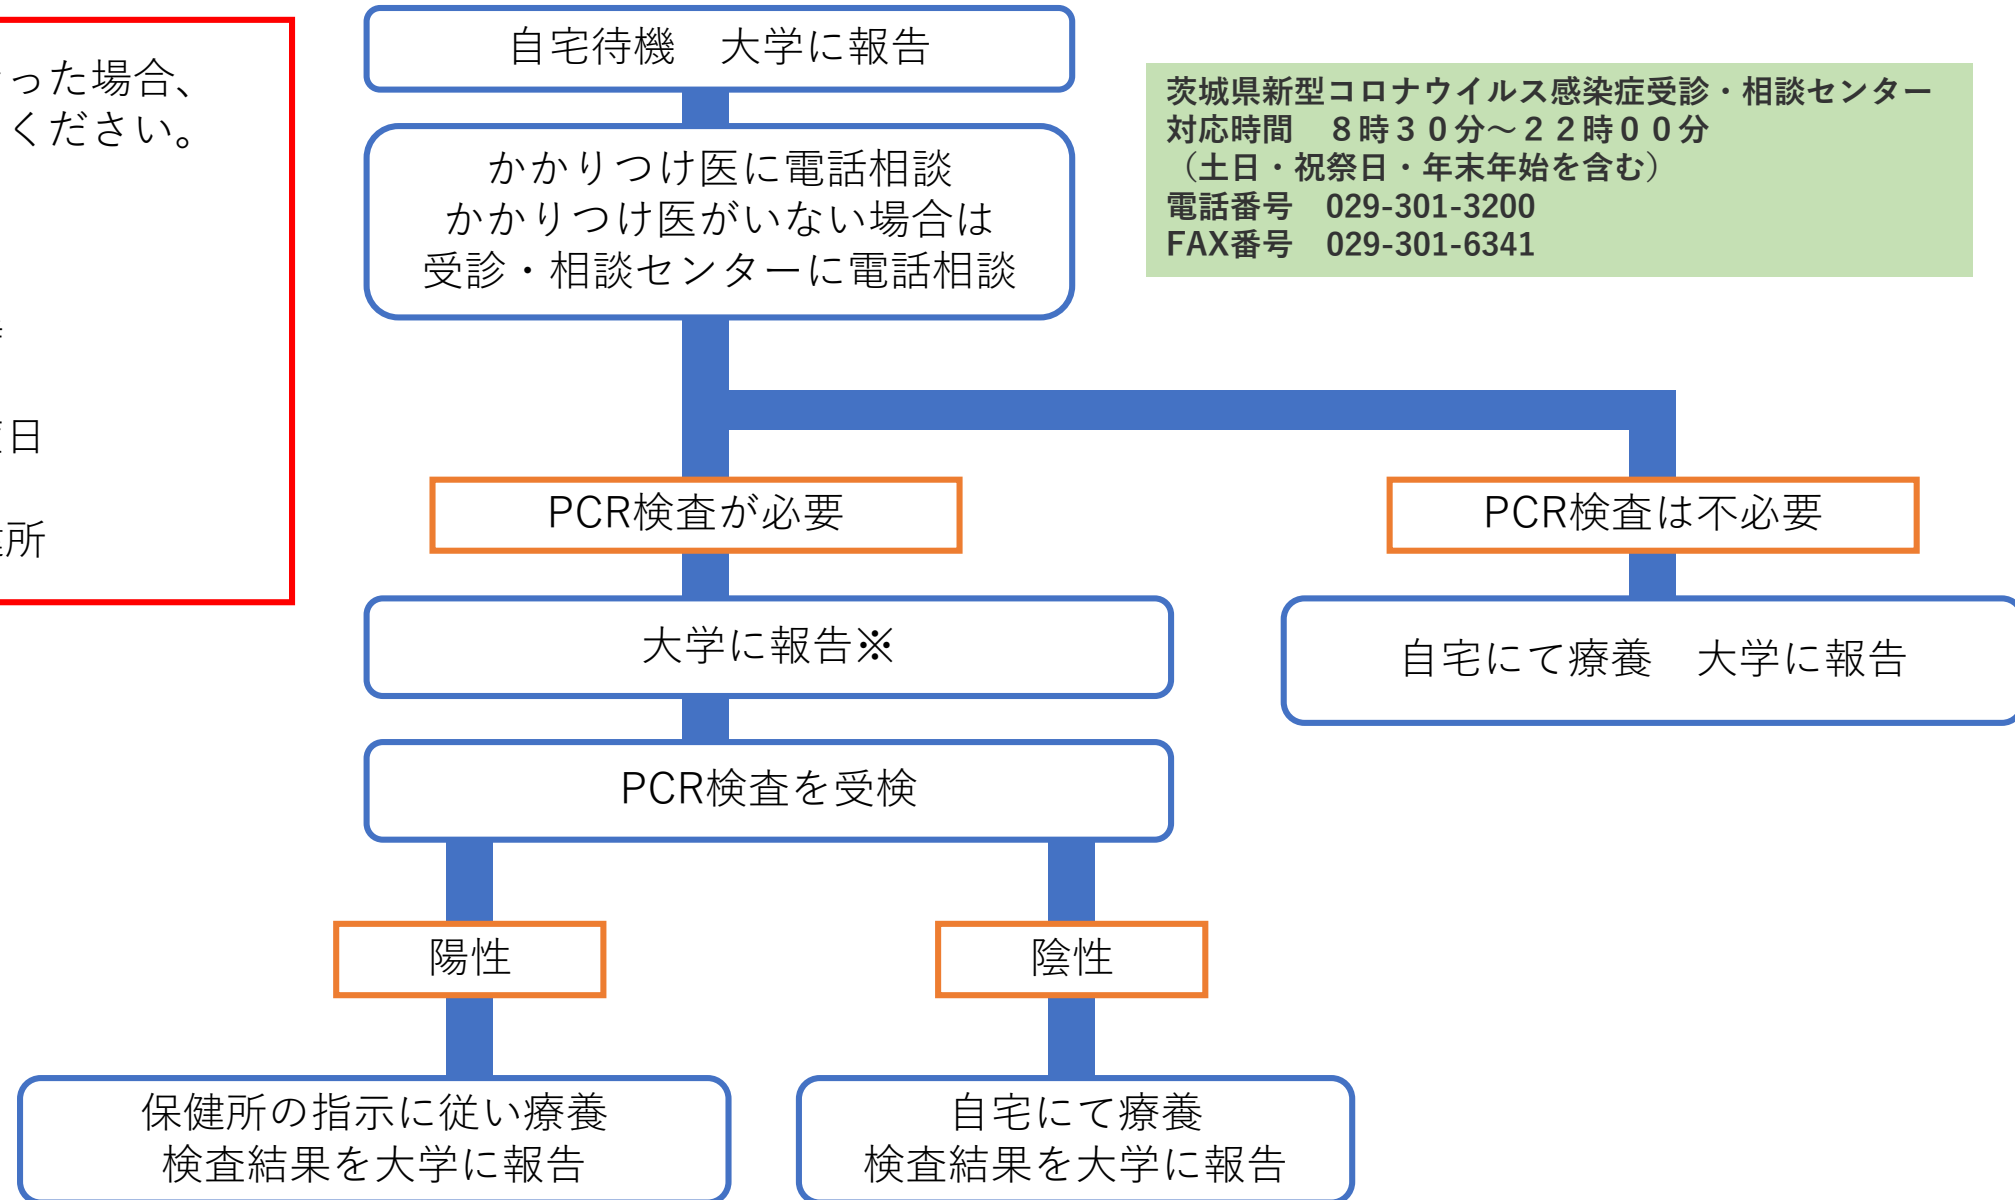 った場合、
ください。
日
所
自宅待機　大学に報告
茨城県新型コロナウイルス感染症受診・相談センター
対応時間　８時３０分～２２時００分
（土日・祝祭日・年末年始を含む）
電話番号　029-301-3200
FAX番号　029-301-6341
かかりつけ医に電話相談
かかりつけ医がいない場合は
受診・相談センターに電話相談
PCR検査が必要
PCR検査は不必要
大学に報告※
自宅にて療養　大学に報告
PCR検査を受検
陽性
陰性
保健所の指示に従い療養
検査結果を大学に報告
自宅にて療養
検査結果を大学に報告